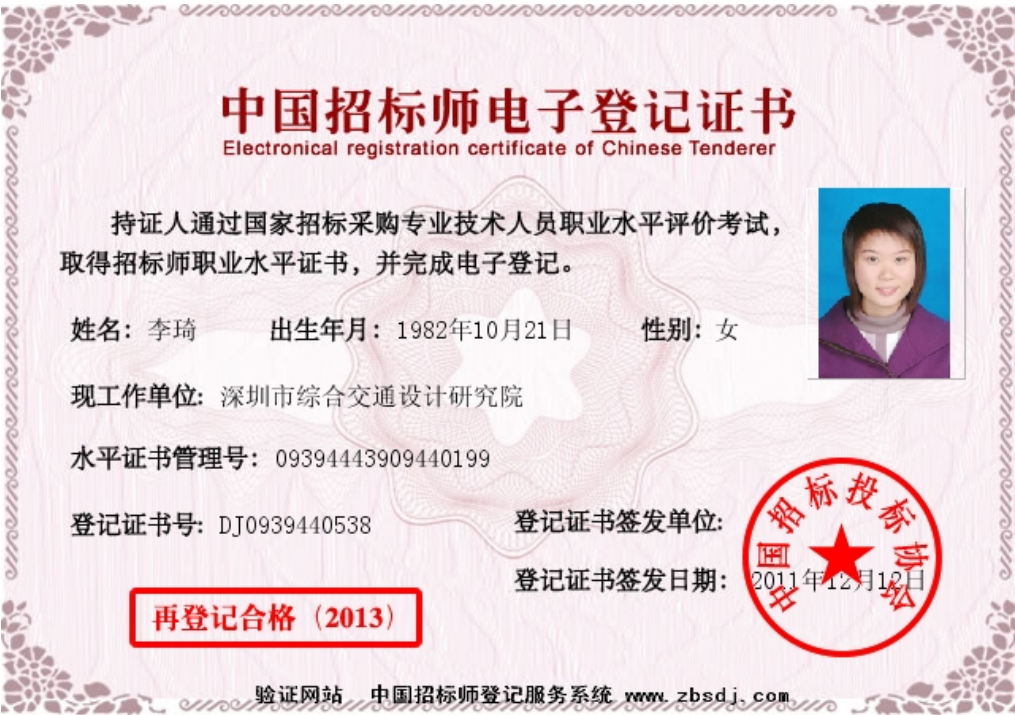 中国招标师电子登记证书
Electronical registration certificate of Chinese Tenderer
持证人通过国家招标采购专业技术人员职业水平评价考试，
取得招标师职业水平证书，并完成电子登记。
姓名：李琦 出生年月：1982年10月21日 性别：女
现工作单位：深圳市综合交通设计研究院
水平证书管理号：09394443909440199
登记证书号：DJ0939440538
登记证书签发单位：
中国招标投标协会
登记证书签发日期：2011年12月12日
再登记合格（2013）
验证网站 中国招标师登记服务系统 www.zbsdj.com